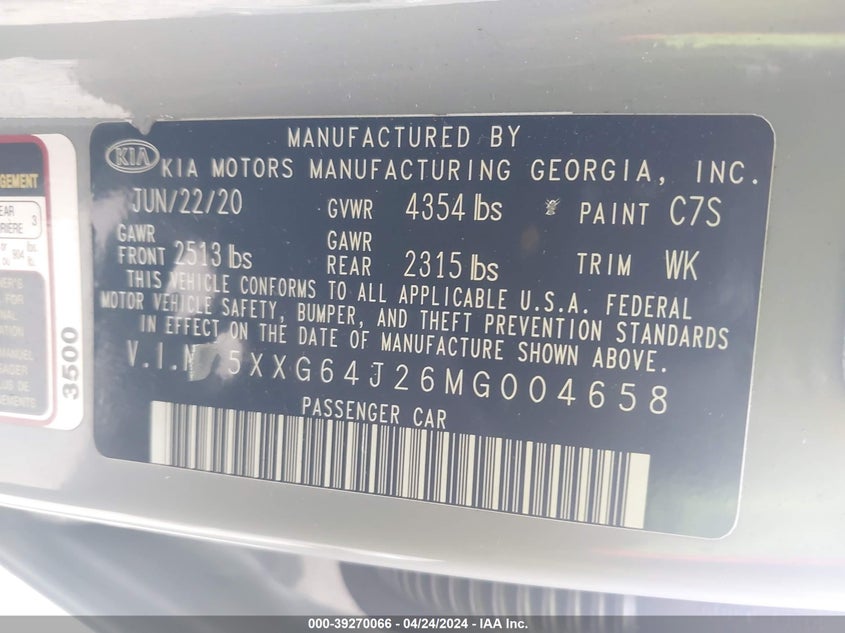 MANUFACTURED BY
KIA KIA MOTORS MANUFACTURING GEORGIA, INC.
JUN/22/20 GVWR 4354 lbs PAINT C7S
GAWR FRONT 2513 lbs GAWR REAR 2315 lbs TRIM WK
THIS VEHICLE CONFORMS TO ALL APPLICABLE U.S.A. FEDERAL
MOTOR VEHICLE SAFETY, BUMPER, AND THEFT PREVENTION STANDARDS
IN EFFECT ON THE DATE OF MANUFACTURE SHOWN ABOVE.
V.I.N 5XXG64J26MG004658
PASSENGER CAR
3500
3
000-39270066 - 04/24/2024 - IAA Inc.